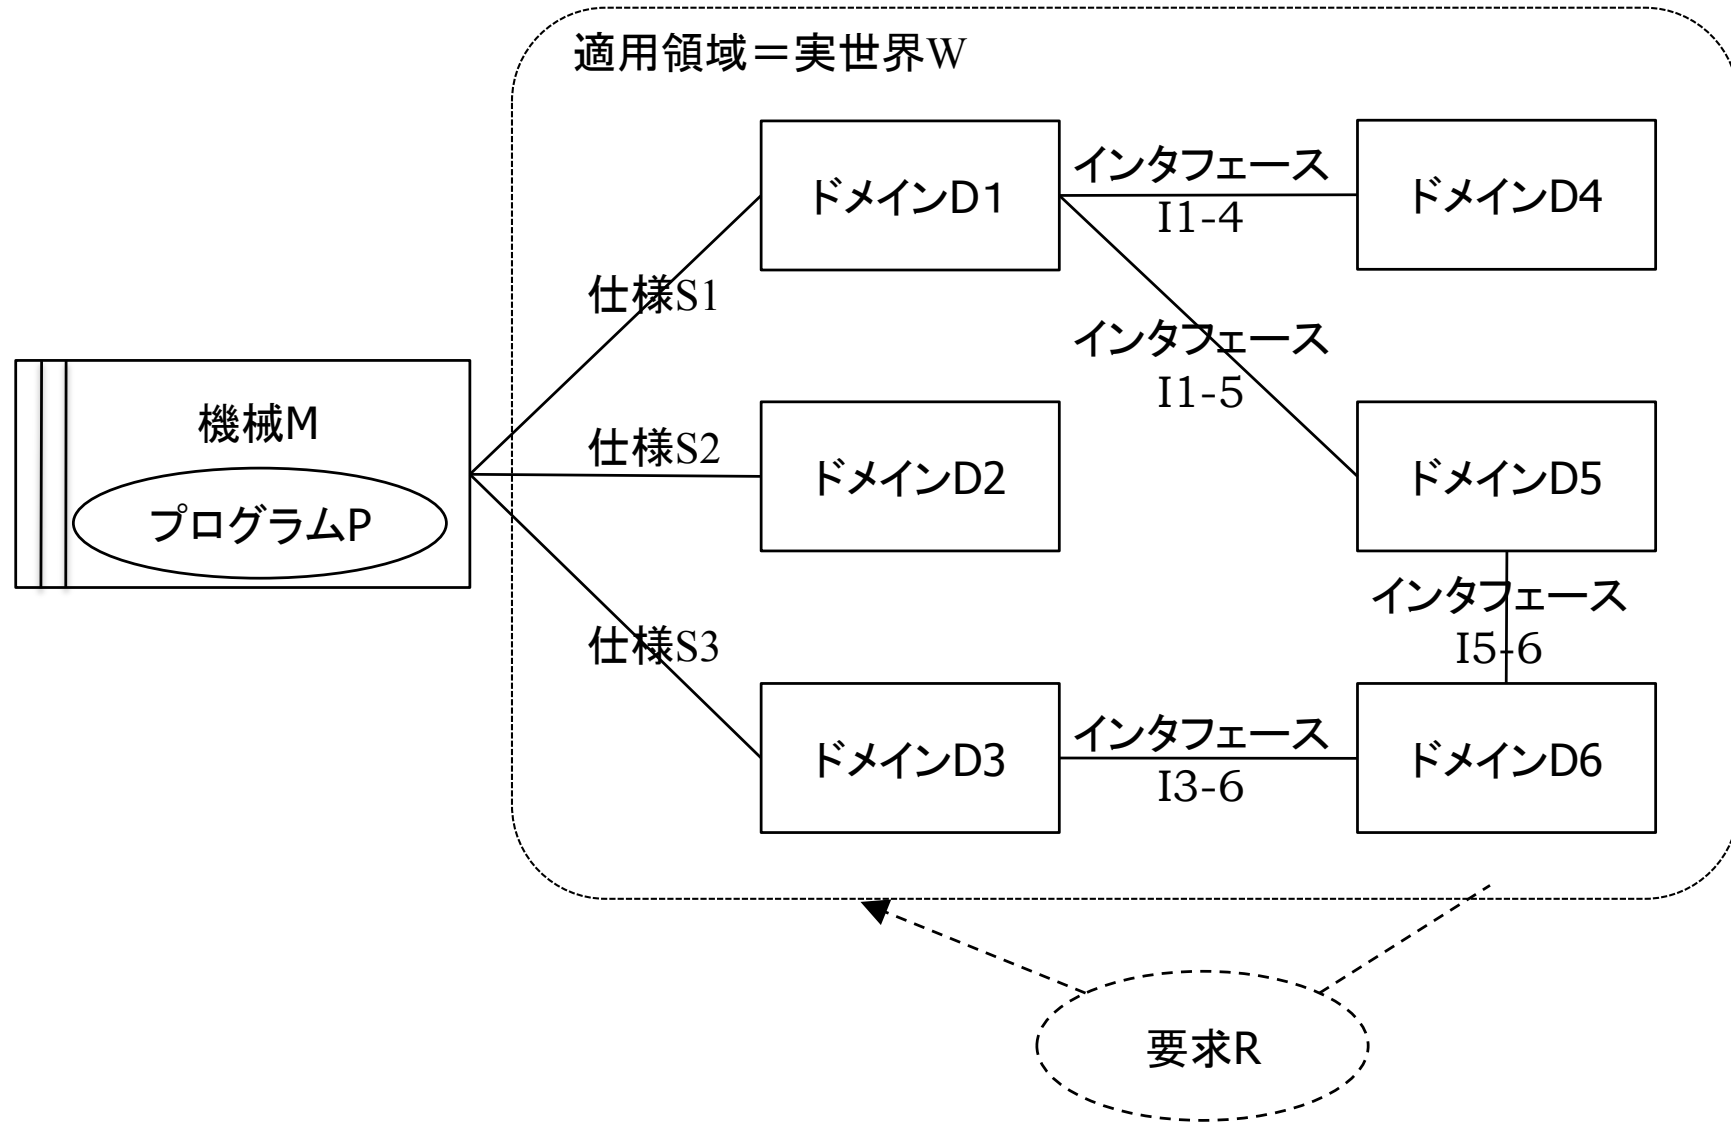 適用領域＝実世界W
ドメインD1
インタフェース
I1-4
ドメインD4
仕様S1
インタフェース
I1-5
機械M
プログラムP
仕様S2
ドメインD2
ドメインD5
インタフェース
I5-6
仕様S3
ドメインD3
インタフェース
I3-6
ドメインD6
要求R